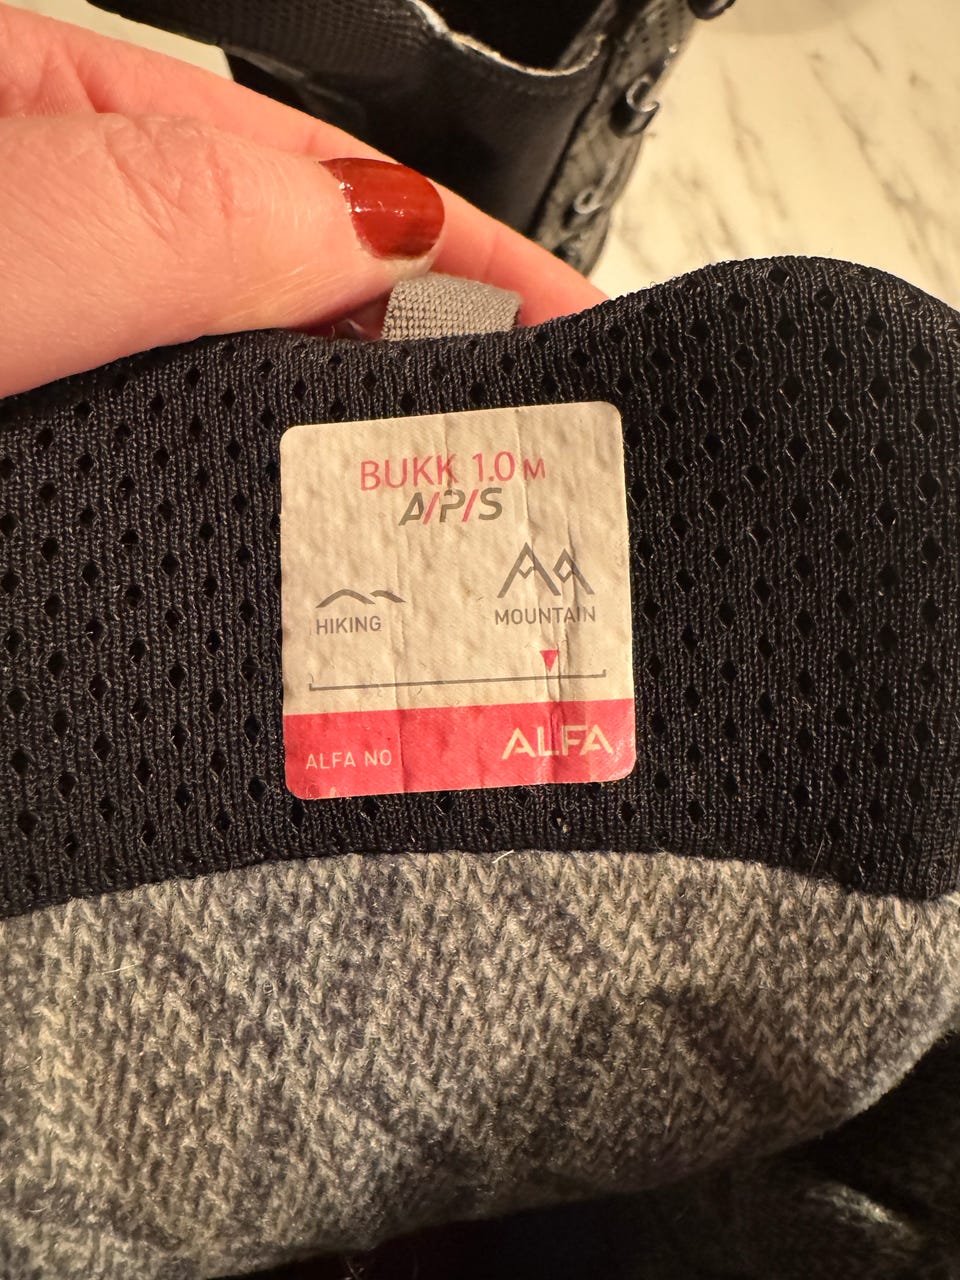 BUKK 1.0 M
A/P/S
HIKING
MOUNTAIN
ALFA NO
ALFA